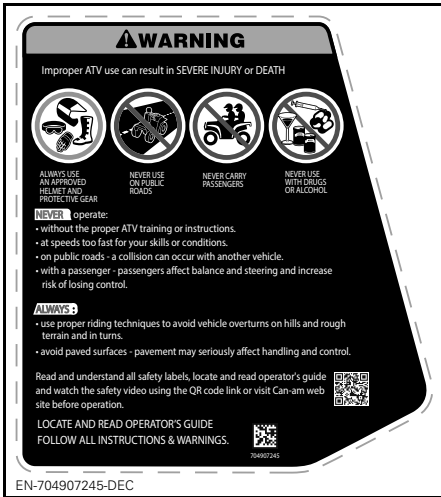 WARNING
Improper ATV use can result in SEVERE INJURY or DEATH
ALWAYS USE
AN APPROVED
HELMET AND
PROTECTIVE GEAR
NEVER USE
ON PUBLIC
ROADS
NEVER CARRY
PASSENGERS
NEVER USE
WITH DRUGS
OR ALCOHOL
NEVER operate:
• without the proper ATV training or instructions.
• at speeds too fast for your skills or conditions.
• on public roads - a collision can occur with another vehicle.
• with a passenger - passengers affect balance and steering and increase
risk of losing control.
ALWAYS :
• use proper riding techniques to avoid vehicle overturns on hills and rough
terrain and in turns.
• avoid paved surfaces - pavement may seriously affect handling and control.
Read and understand all safety labels, locate and read operator's guide
and watch the safety video using the QR code link or visit Can-am web
site before operation.
LOCATE AND READ OPERATOR'S GUIDE
FOLLOW ALL INSTRUCTIONS & WARNINGS.
704907245
EN-704907245-DEC